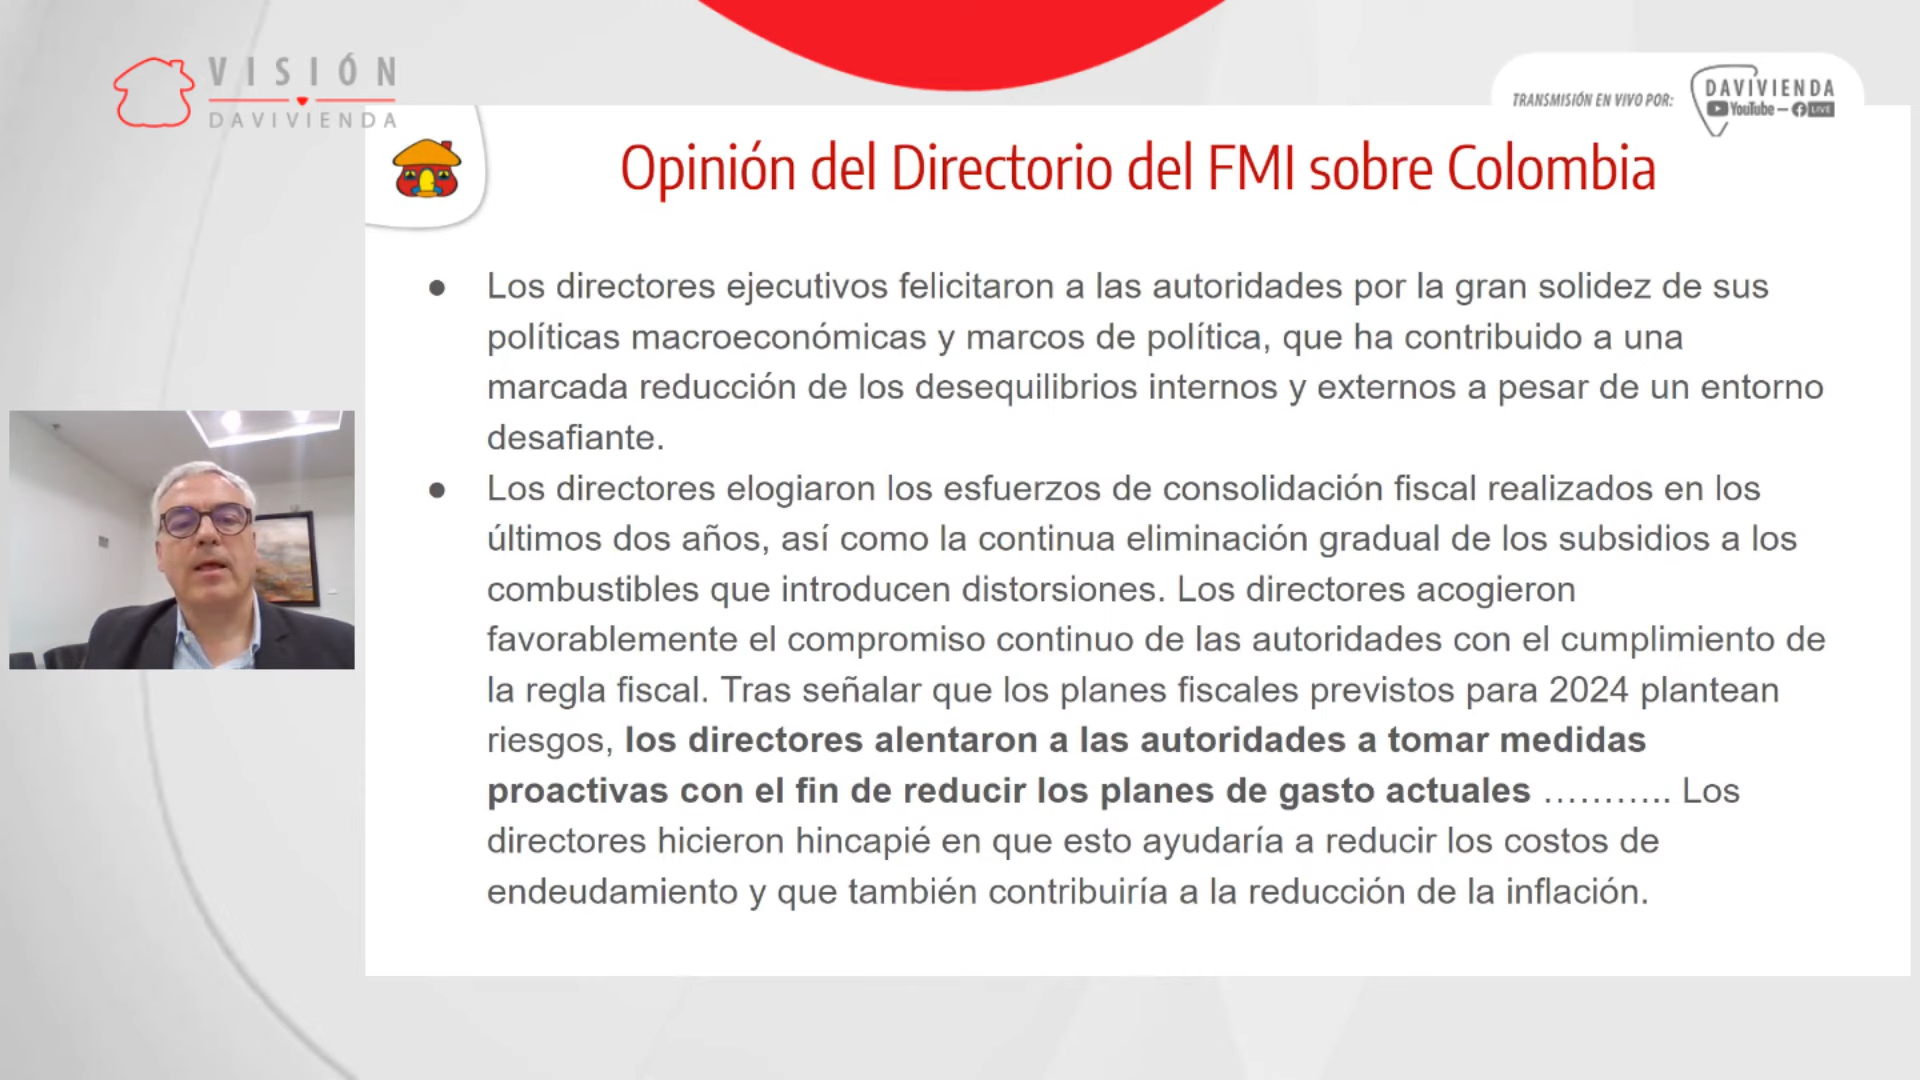 VISIÓN
DAVIVIENDA
TRANSMISIÓN EN VIVO POR:
DAVIVIENDA
YouTube – LIVE
Opinión del Directorio del FMI sobre Colombia
● Los directores ejecutivos felicitaron a las autoridades por la gran solidez de sus
políticas macroeconómicas y marcos de política, que ha contribuido a una
marcada reducción de los desequilibrios internos y externos a pesar de un entorno
desafiante.
● Los directores elogiaron los esfuerzos de consolidación fiscal realizados en los
últimos dos años, así como la continua eliminación gradual de los subsidios a los
combustibles que introducen distorsiones. Los directores acogieron
favorablemente el compromiso continuo de las autoridades con el cumplimiento de
la regla fiscal. Tras señalar que los planes fiscales previstos para 2024 plantean
riesgos, los directores alentaron a las autoridades a tomar medidas
proactivas con el fin de reducir los planes de gasto actuales ……….. Los
directores hicieron hincapié en que esto ayudaría a reducir los costos de
endeudamiento y que también contribuiría a la reducción de la inflación.